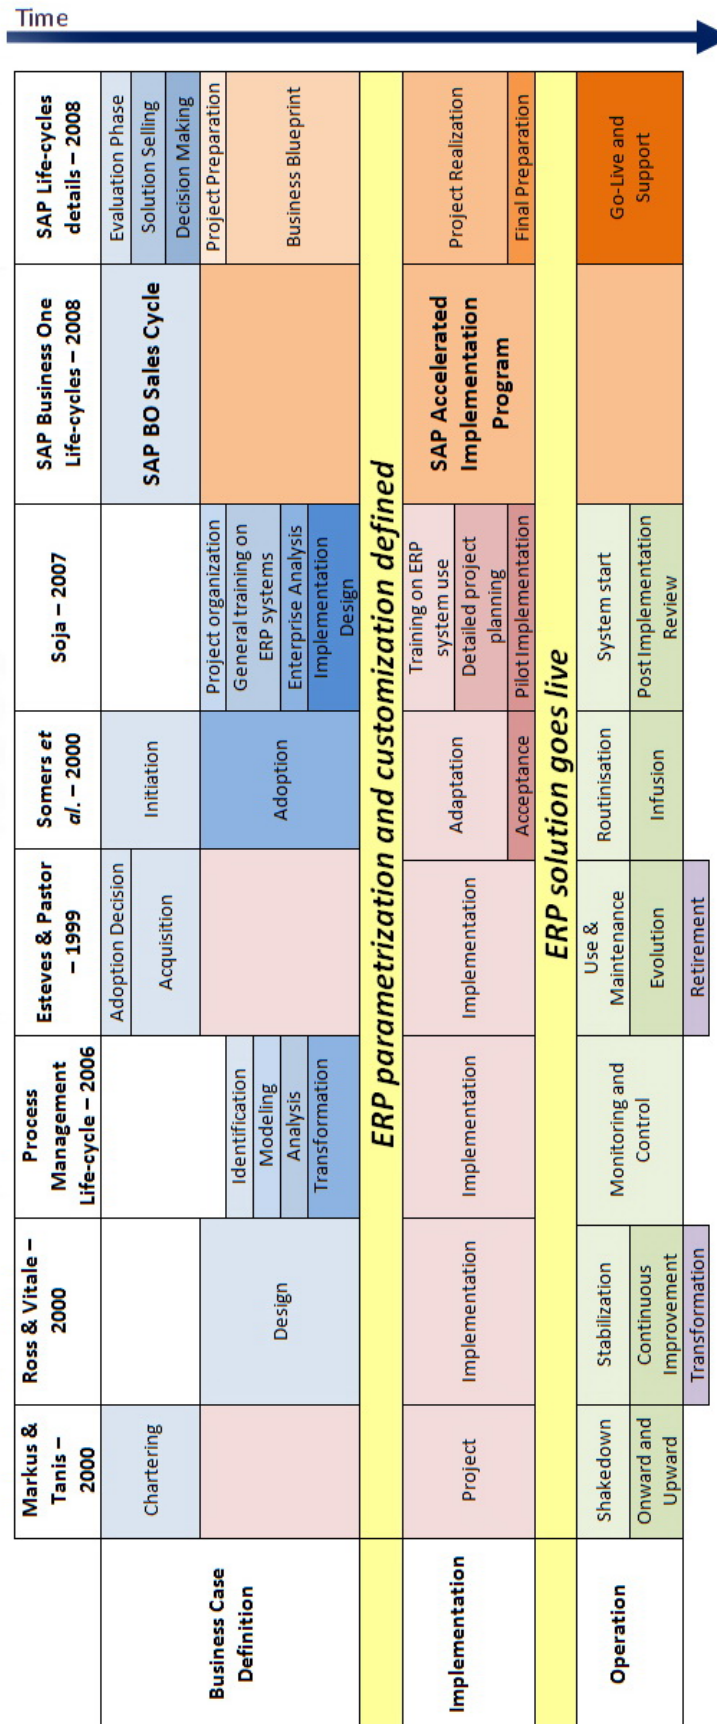 Time
Markus &
Tanis –
2000
Ross & Vitale –
2000
Process
Management
Life-cycle – 2006
Esteves & Pastor
– 1999
Somers et
al. – 2000
Soja – 2007
SAP Business One
Life-cycles – 2008
SAP Life-cycles
details – 2008
Business Case
Definition
Chartering
Design
Identification
Modeling
Analysis
Transformation
Adoption Decision
Acquisition
Initiation
Adoption
Project organization
General training on
ERP systems
Enterprise Analysis
Implementation
Design
SAP BO Sales Cycle
Evaluation Phase
Solution Selling
Decision Making
Project Preparation
Business Blueprint
ERP parametrization and customization defined
Implementation
Project
Implementation
Implementation
Implementation
Adaptation
Acceptance
Training on ERP
system use
Detailed project
planning
Pilot Implementation
SAP Accelerated
Implementation
Program
Project Realization
Final Preparation
ERP solution goes live
Operation
Shakedown
Onward and
Upward
Stabilization
Continuous
Improvement
Transformation
Monitoring and
Control
Use &
Maintenance
Evolution
Retirement
Routinisation
Infusion
System start
Post Implementation
Review
Go-Live and
Support